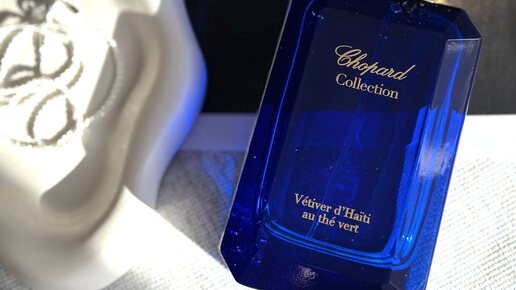 Chopard
Collection
Vétiver d'Haïti
au thé vert